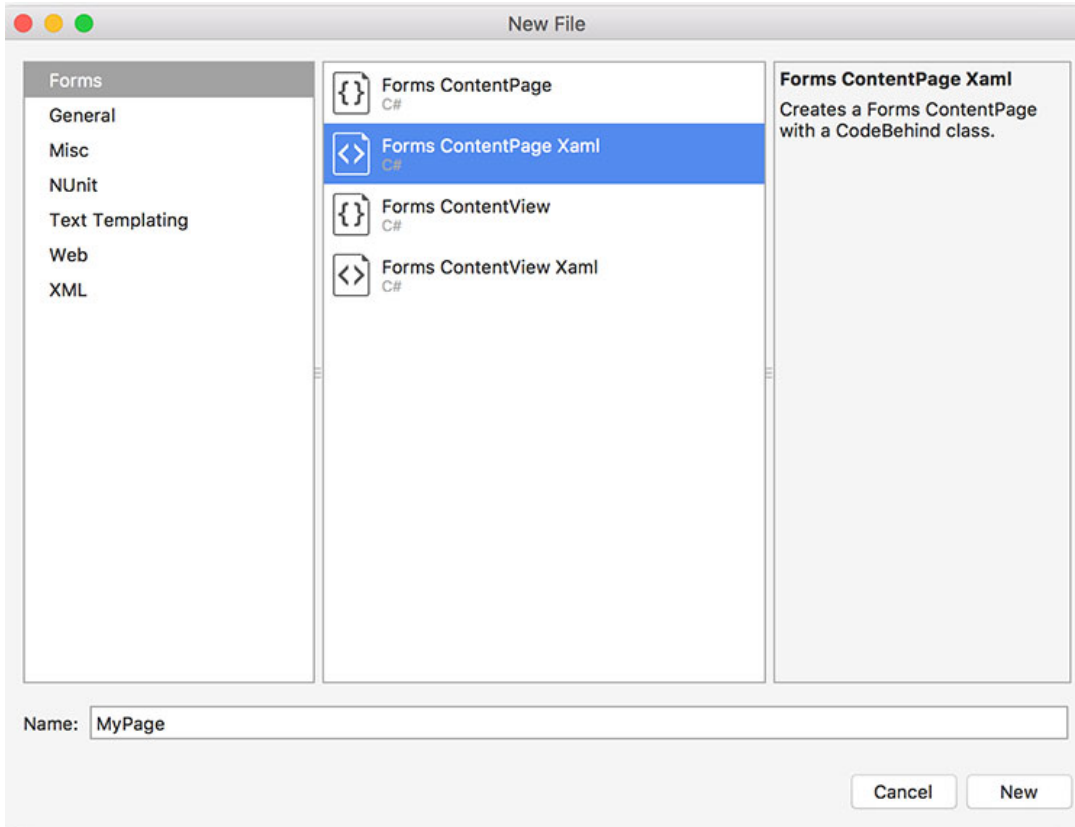 New File
Forms
General
Misc
NUnit
Text Templating
Web
XML
{} Forms ContentPage
C#
<> Forms ContentPage Xaml
C#
{} Forms ContentView
C#
<> Forms ContentView Xaml
C#
Forms ContentPage Xaml
Creates a Forms ContentPage
with a CodeBehind class.
Name: MyPage
Cancel New